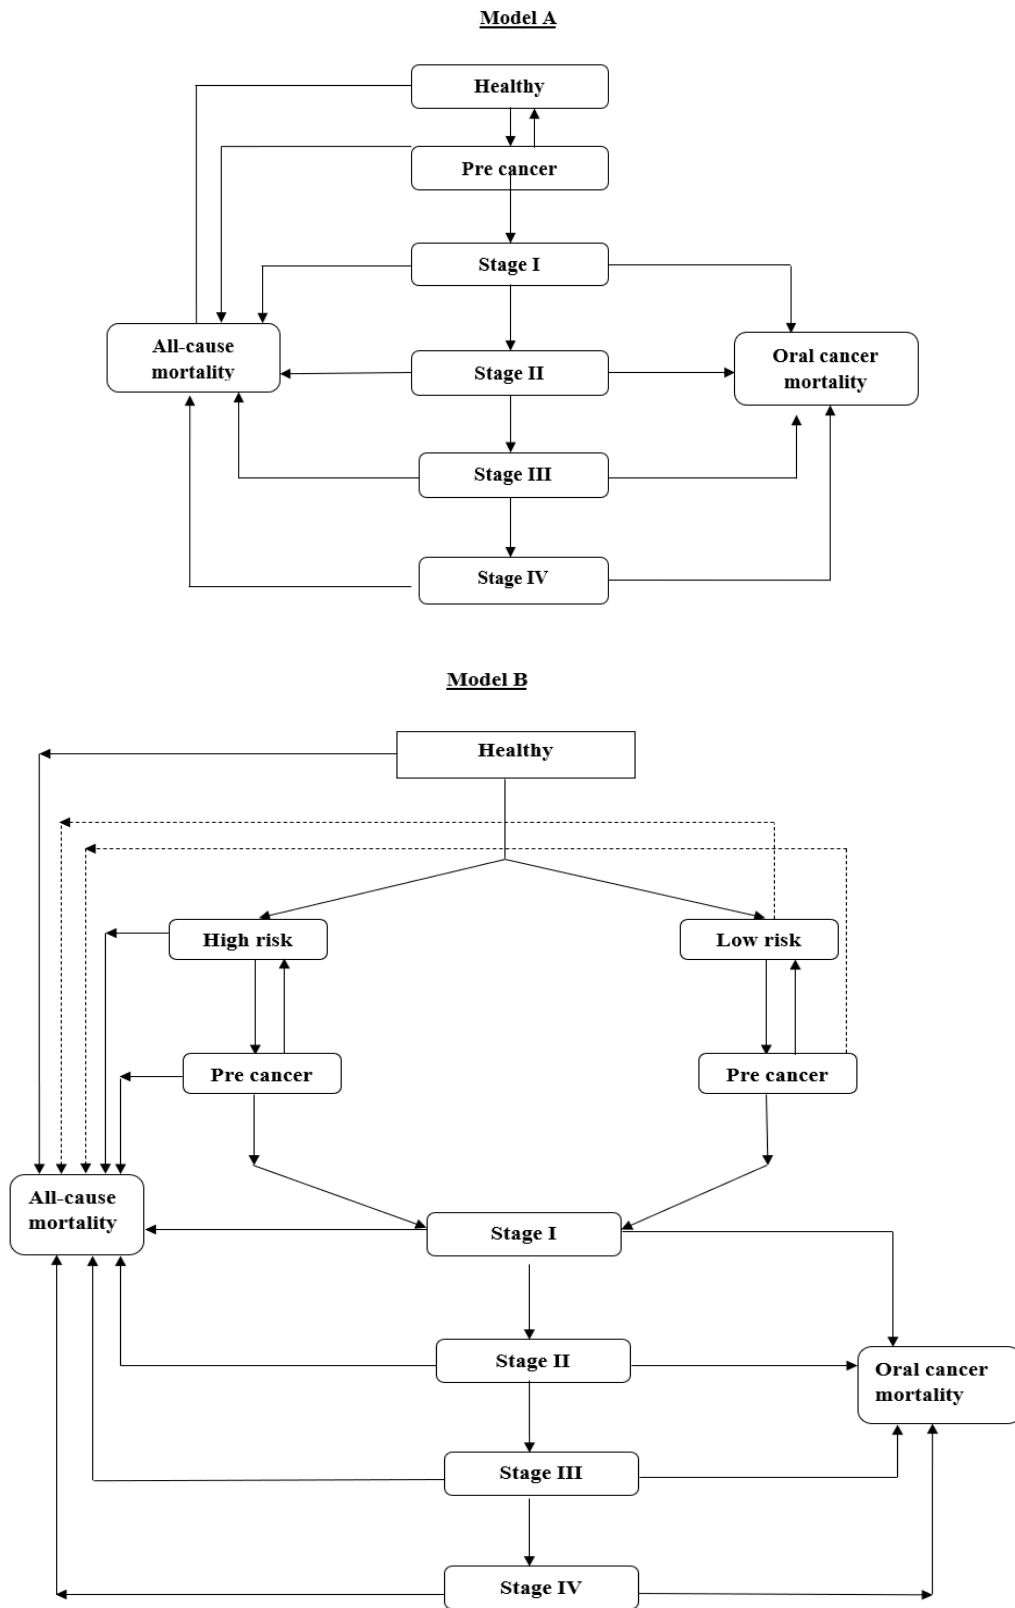 Model A
Healthy
Pre cancer
Stage I
All-cause
mortality
Stage II
Oral cancer
mortality
Stage III
Stage IV
Model B
Healthy
High risk
Low risk
Pre cancer
Pre cancer
All-cause
mortality
Stage I
Stage II
Oral cancer
mortality
Stage III
Stage IV